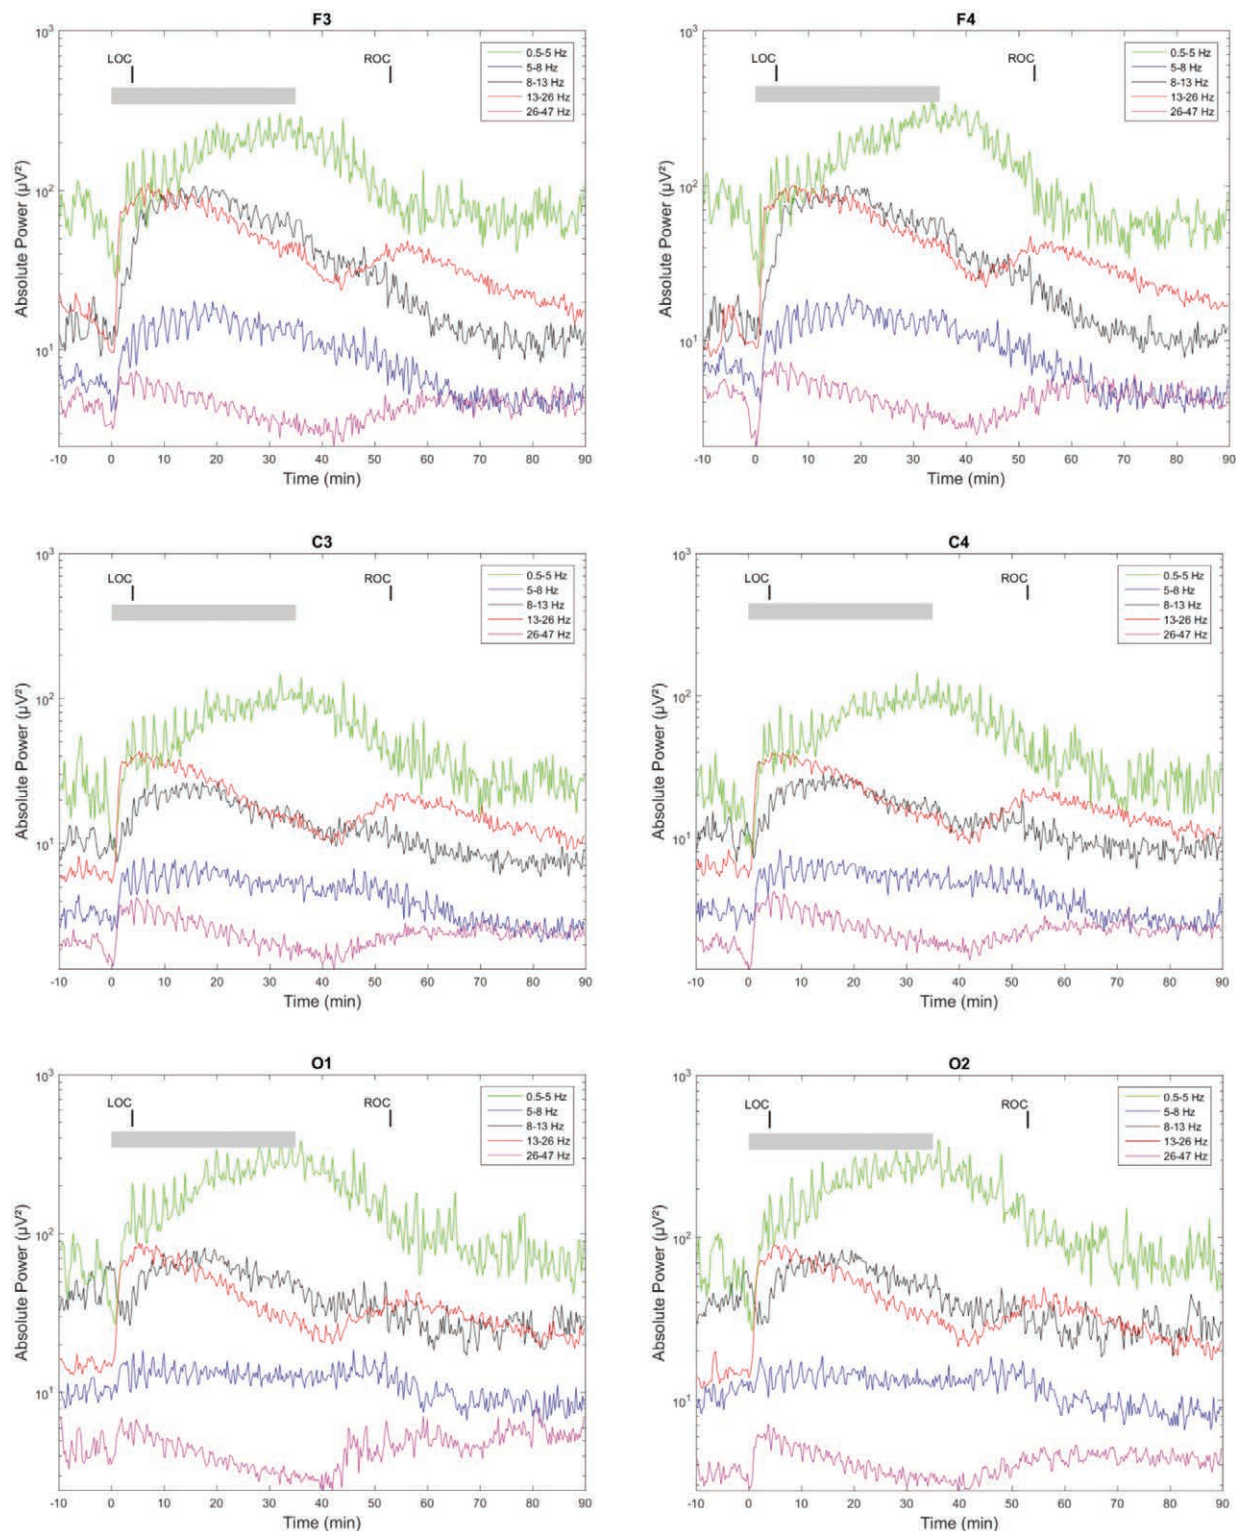 F3
10³
LOC
ROC
0.5-5 Hz
5-8 Hz
8-13 Hz
13-26 Hz
26-47 Hz
10²
10¹
Absolute Power (µV²)
-10 0 10 20 30 40 50 60 70 80 90
Time (min)
F4
10³
LOC
ROC
0.5-5 Hz
5-8 Hz
8-13 Hz
13-26 Hz
26-47 Hz
10²
10¹
Absolute Power (µV²)
-10 0 10 20 30 40 50 60 70 80 90
Time (min)
C3
10³
LOC
ROC
0.5-5 Hz
5-8 Hz
8-13 Hz
13-26 Hz
26-47 Hz
10²
10¹
Absolute Power (µV²)
-10 0 10 20 30 40 50 60 70 80 90
Time (min)
C4
10³
LOC
ROC
0.5-5 Hz
5-8 Hz
8-13 Hz
13-26 Hz
26-47 Hz
10²
10¹
Absolute Power (µV²)
-10 0 10 20 30 40 50 60 70 80 90
Time (min)
O1
10³
LOC
ROC
0.5-5 Hz
5-8 Hz
8-13 Hz
13-26 Hz
26-47 Hz
10²
10¹
Absolute Power (µV²)
-10 0 10 20 30 40 50 60 70 80 90
Time (min)
O2
10³
LOC
ROC
0.5-5 Hz
5-8 Hz
8-13 Hz
13-26 Hz
26-47 Hz
10²
10¹
Absolute Power (µV²)
-10 0 10 20 30 40 50 60 70 80 90
Time (min)